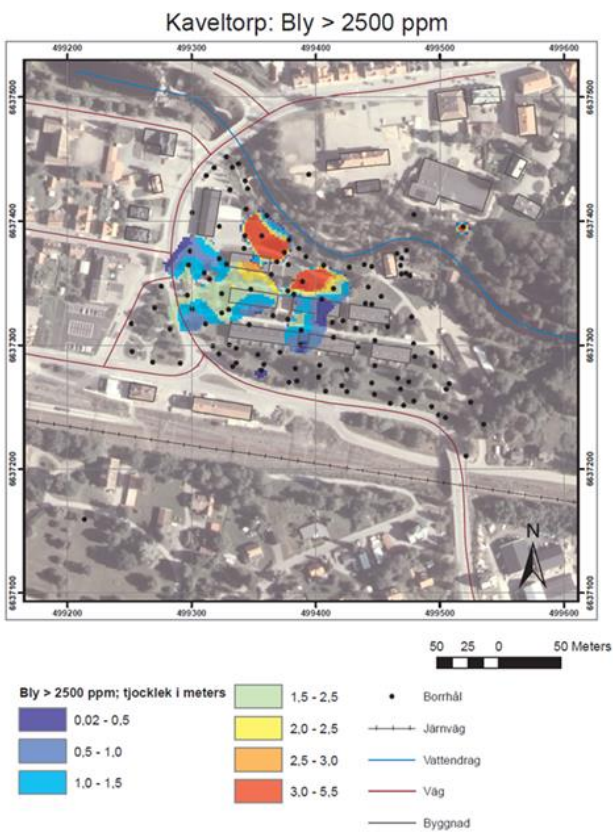 Kaveltorp: Bly > 2500 ppm
499200 499300 499400 499500 499600
6637500
6637400
6637300
6637200
6637100
6637500
6637400
6637300
6637200
6637100
N
499200 499300 499400 499500 499600
50 25 0 50 Meters
Bly > 2500 ppm; tjocklek i meters
0,02 - 0,5
0,5 - 1,0
1,0 - 1,5
1,5 - 2,5
2,0 - 2,5
2,5 - 3,0
3,0 - 5,5
Borrhål
Järnväg
Vattendrag
Väg
Byggnad